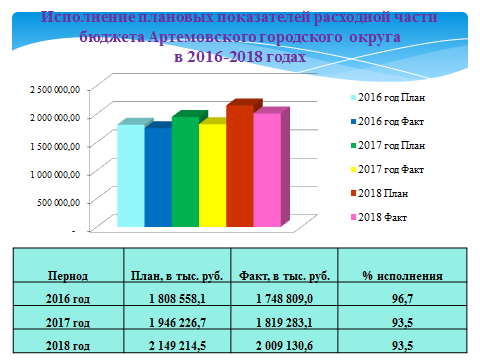 Исполнение плановых показателей расходной части
бюджета Артемовского городского округа
в 2016-2018 годах
2 500 000,00
2 000 000,00
1 500 000,00
1 000 000,00
500 000,00
-
2016 год План
2016 год Факт
2017 год План
2017 год Факт
2018 План
2018 Факт
Период План, в тыс. руб. Факт, в тыс. руб. % исполнения
2016 год 1 808 558,1 1 748 809,0 96,7
2017 год 1 946 226,7 1 819 283,1 93,5
2018 год 2 149 214,5 2 009 130,6 93,5